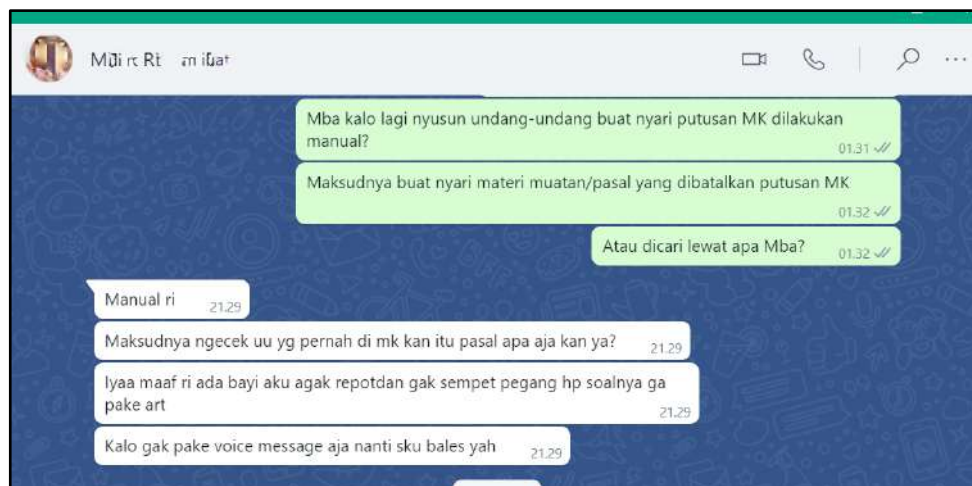 Mba kalo lagi nyusun undang-undang buat nyari putusan MK dilakukan
manual?
01.31
Maksudnya buat nyari materi muatan/pasal yang dibatalkan putusan MK
01.32
Atau dicari lewat apa Mba?
01.32
Manual ri
21.29
Maksudnya ngecek uu yg pernah di mk kan itu pasal apa aja kan ya?
21.29
Iyaa maaf ri ada bayi aku agak repotdan gak sempet pegang hp soalnya ga
pake art
21.29
Kalo gak pake voice message aja nanti sku bales yah
21.29